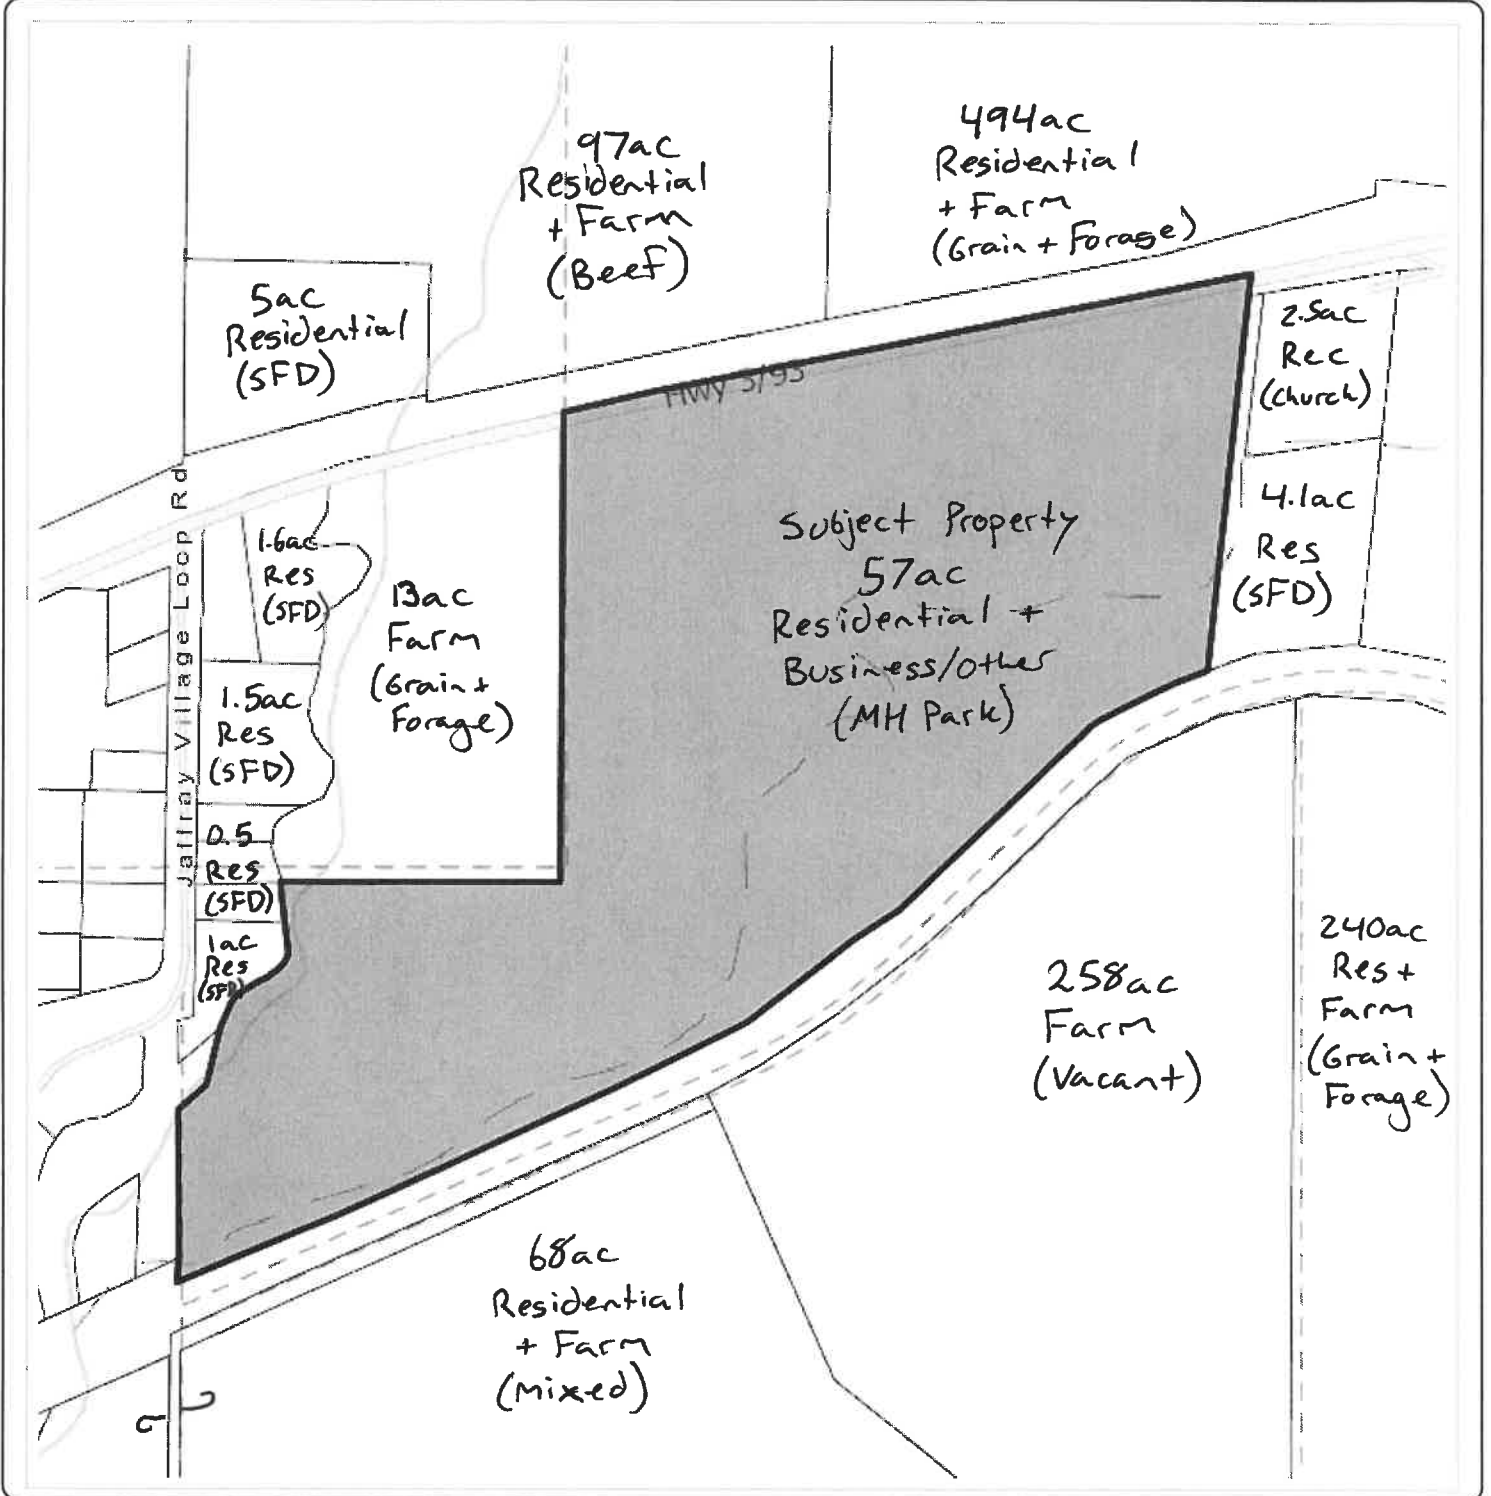 97ac
Residential
+ Farm
(Beef)
494ac
Residential
+ Farm
(Grain + Forage)
5ac
Residential
(SFD)
2.5ac
Rec
(Church)
Hwy 3/93
4.1ac
Res
(SFD)
Subject Property
57ac
Residential +
Business/other
(MH Park)
1.6ac
Res
(SFD)
13ac
Farm
(Grain +
Forage)
Jaffray Village Loop Rd
1.5ac
Res
(SFD)
0.5
Res
(SFD)
1ac
Res
(SFD)
258ac
Farm
(Vacant)
240ac
Res +
Farm
(Grain +
Forage)
68ac
Residential
+ Farm
(Mixed)